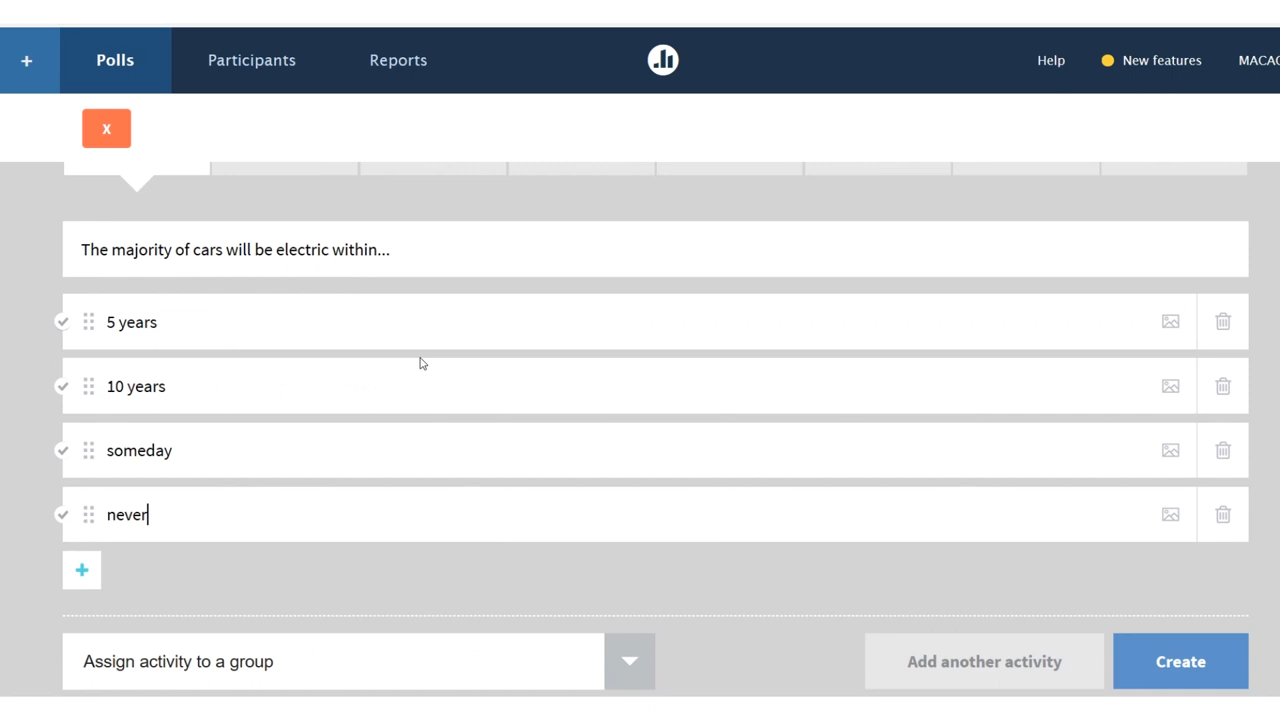 + Polls Participants Reports Help New features
X
The majority of cars will be electric within...
5 years
10 years
someday
never
+
Assign activity to a group Add another activity Create